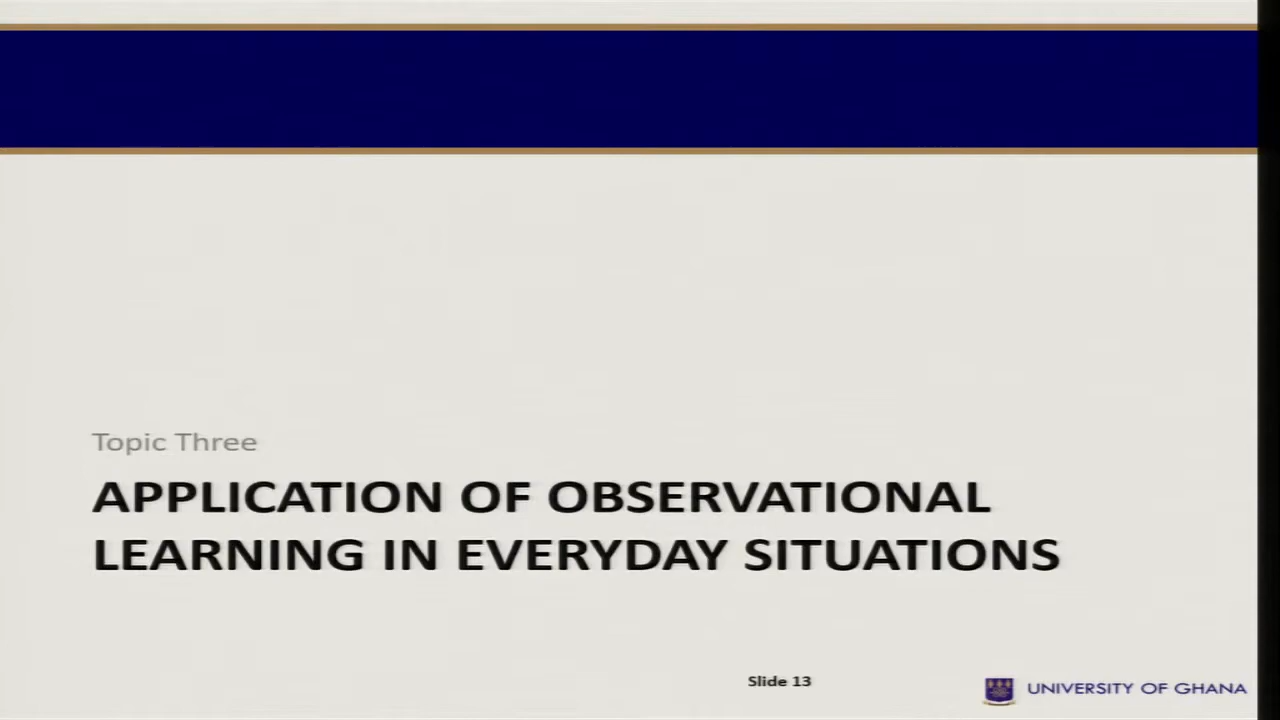 Topic Three
APPLICATION OF OBSERVATIONAL
LEARNING IN EVERYDAY SITUATIONS
Slide 13
UNIVERSITY OF GHANA